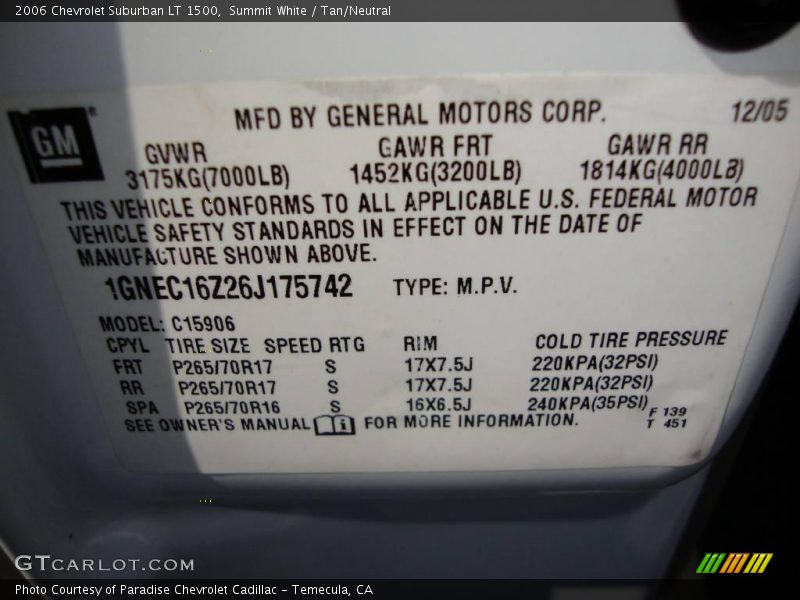 2006 Chevrolet Suburban LT 1500, Summit White / Tan/Neutral
MFD BY GENERAL MOTORS CORP. 12/05
GM®
GVWR GAWR FRT GAWR RR
3175KG(7000LB) 1452KG(3200LB) 1814KG(4000LB)
THIS VEHICLE CONFORMS TO ALL APPLICABLE U.S. FEDERAL MOTOR
VEHICLE SAFETY STANDARDS IN EFFECT ON THE DATE OF
MANUFACTURE SHOWN ABOVE.
1GNEC16Z26J175742 TYPE: M.P.V.
MODEL: C15906
CPYL TIRE SIZE SPEED RTG RIM COLD TIRE PRESSURE
FRT P265/70R17 S 17X7.5J 220KPA(32PSI)
RR P265/70R17 S 17X7.5J 220KPA(32PSI)
SPA P265/70R16 S 16X6.5J 240KPA(35PSI)
SEE OWNER'S MANUAL i FOR MORE INFORMATION.
F 139
T 451
GTCARLOT.COM
Photo Courtesy of Paradise Chevrolet Cadillac - Temecula, CA